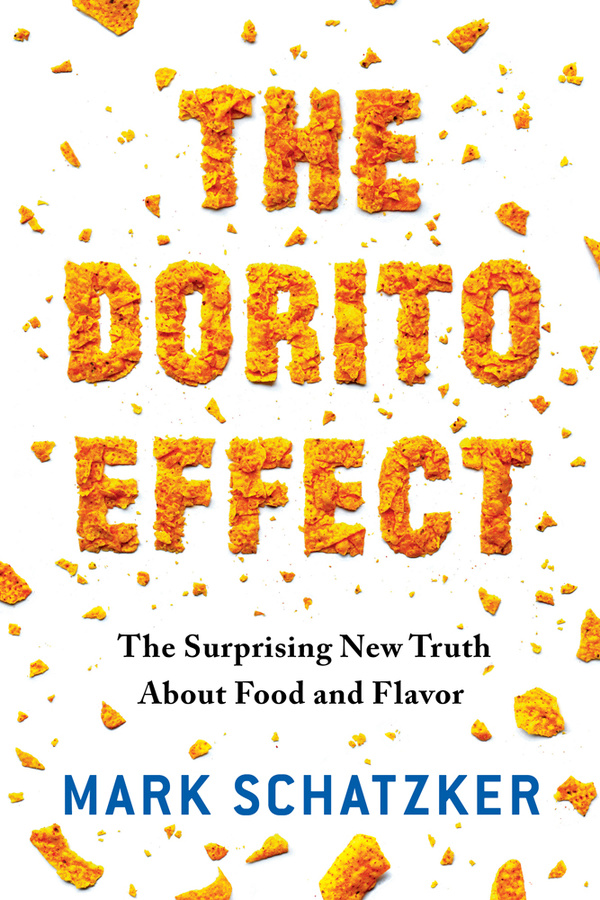 THE
DORITO
EFFECT
The Surprising New Truth
About Food and Flavor
MARK SCHATZKER